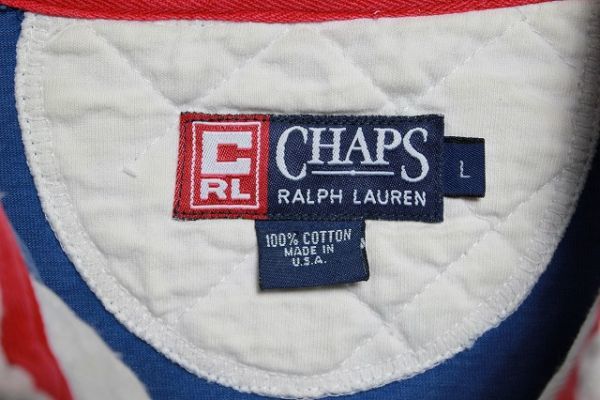 C
RL
CHAPS
RALPH LAUREN
L
100% COTTON
MADE IN
U.S.A.